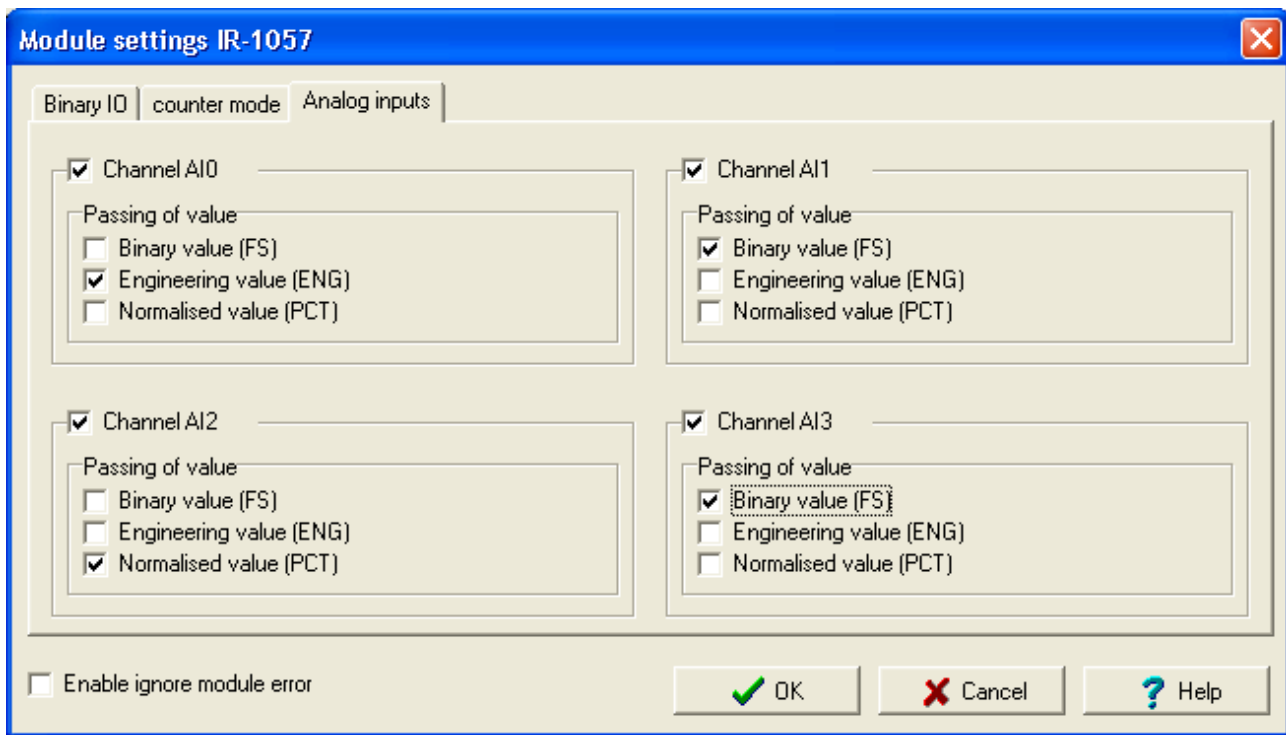 Module settings IR-1057
Binary IO
counter mode
Analog inputs
Channel AI0
Passing of value
Binary value (FS)
Engineering value (ENG)
Normalised value (PCT)
Channel AI1
Passing of value
Binary value (FS)
Engineering value (ENG)
Normalised value (PCT)
Channel AI2
Passing of value
Binary value (FS)
Engineering value (ENG)
Normalised value (PCT)
Channel AI3
Passing of value
Binary value (FS)
Engineering value (ENG)
Normalised value (PCT)
Enable ignore module error
OK
Cancel
Help